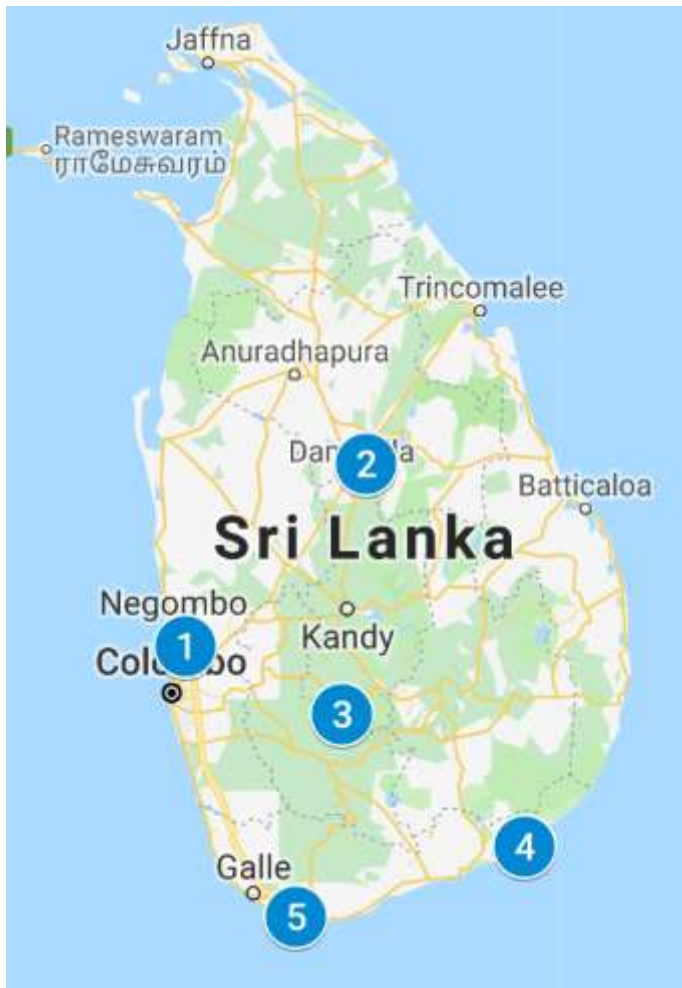 Jaffna
Rameswaram
ராமேசுவரம்
Trincomalee
Anuradhapura
2
Batticaloa
Sri Lanka
Negombo
Kandy
1
3
4
Galle
5